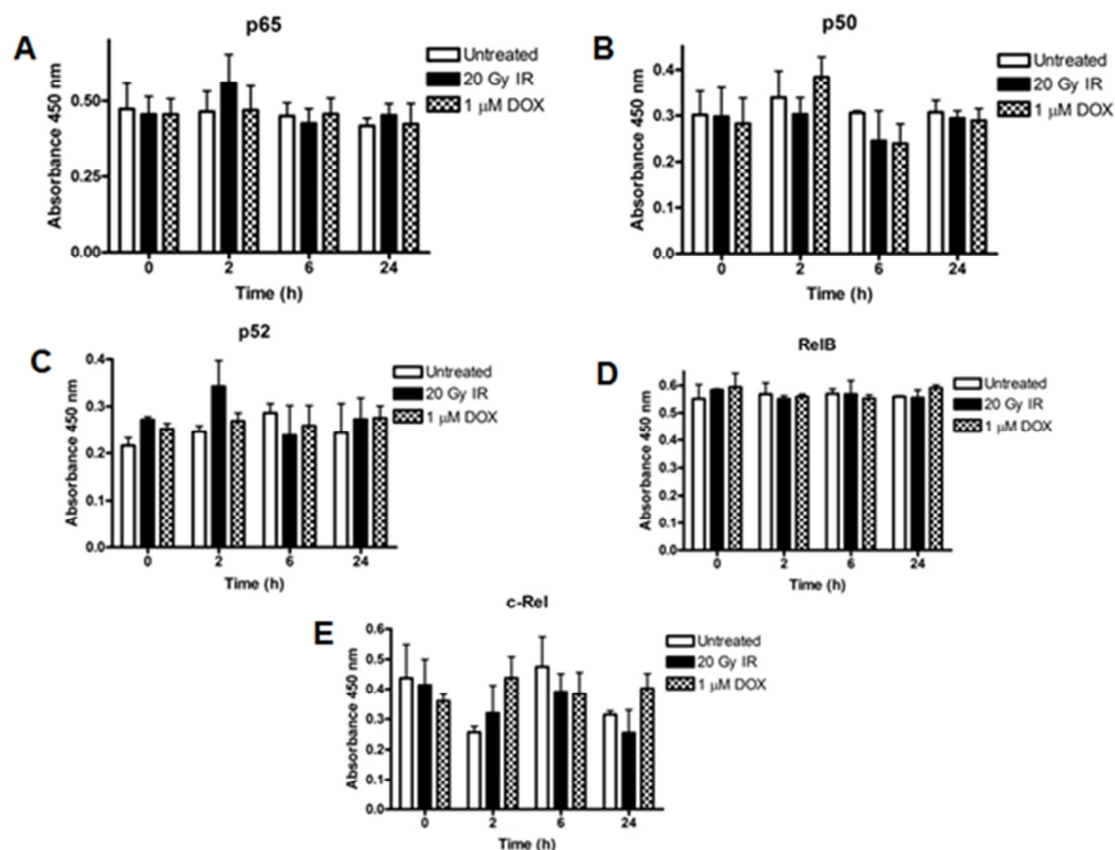 A
p65
Absorbance 450 nm
0.50
0.25
0.00
0 2 6 24
Time (h)
Untreated
20 Gy IR
1 μM DOX
B
p50
Absorbance 450 nm
0.4
0.3
0.2
0.1
0.0
0 2 6 24
Time (h)
Untreated
20 Gy IR
1 μM DOX
C
p52
Absorbance 450 nm
0.4
0.3
0.2
0.1
0.0
0 2 6 24
Time (h)
Untreated
20 Gy IR
1 μM DOX
D
RelB
Absorbance 450 nm
0.6
0.5
0.4
0.3
0.2
0.1
0.0
0 2 6 24
Time (h)
Untreated
20 Gy IR
1 μM DOX
E
c-Rel
Absorbance 450 nm
0.6
0.5
0.4
0.3
0.2
0.1
0.0
0 2 6 24
Time (h)
Untreated
20 Gy IR
1 μM DOX